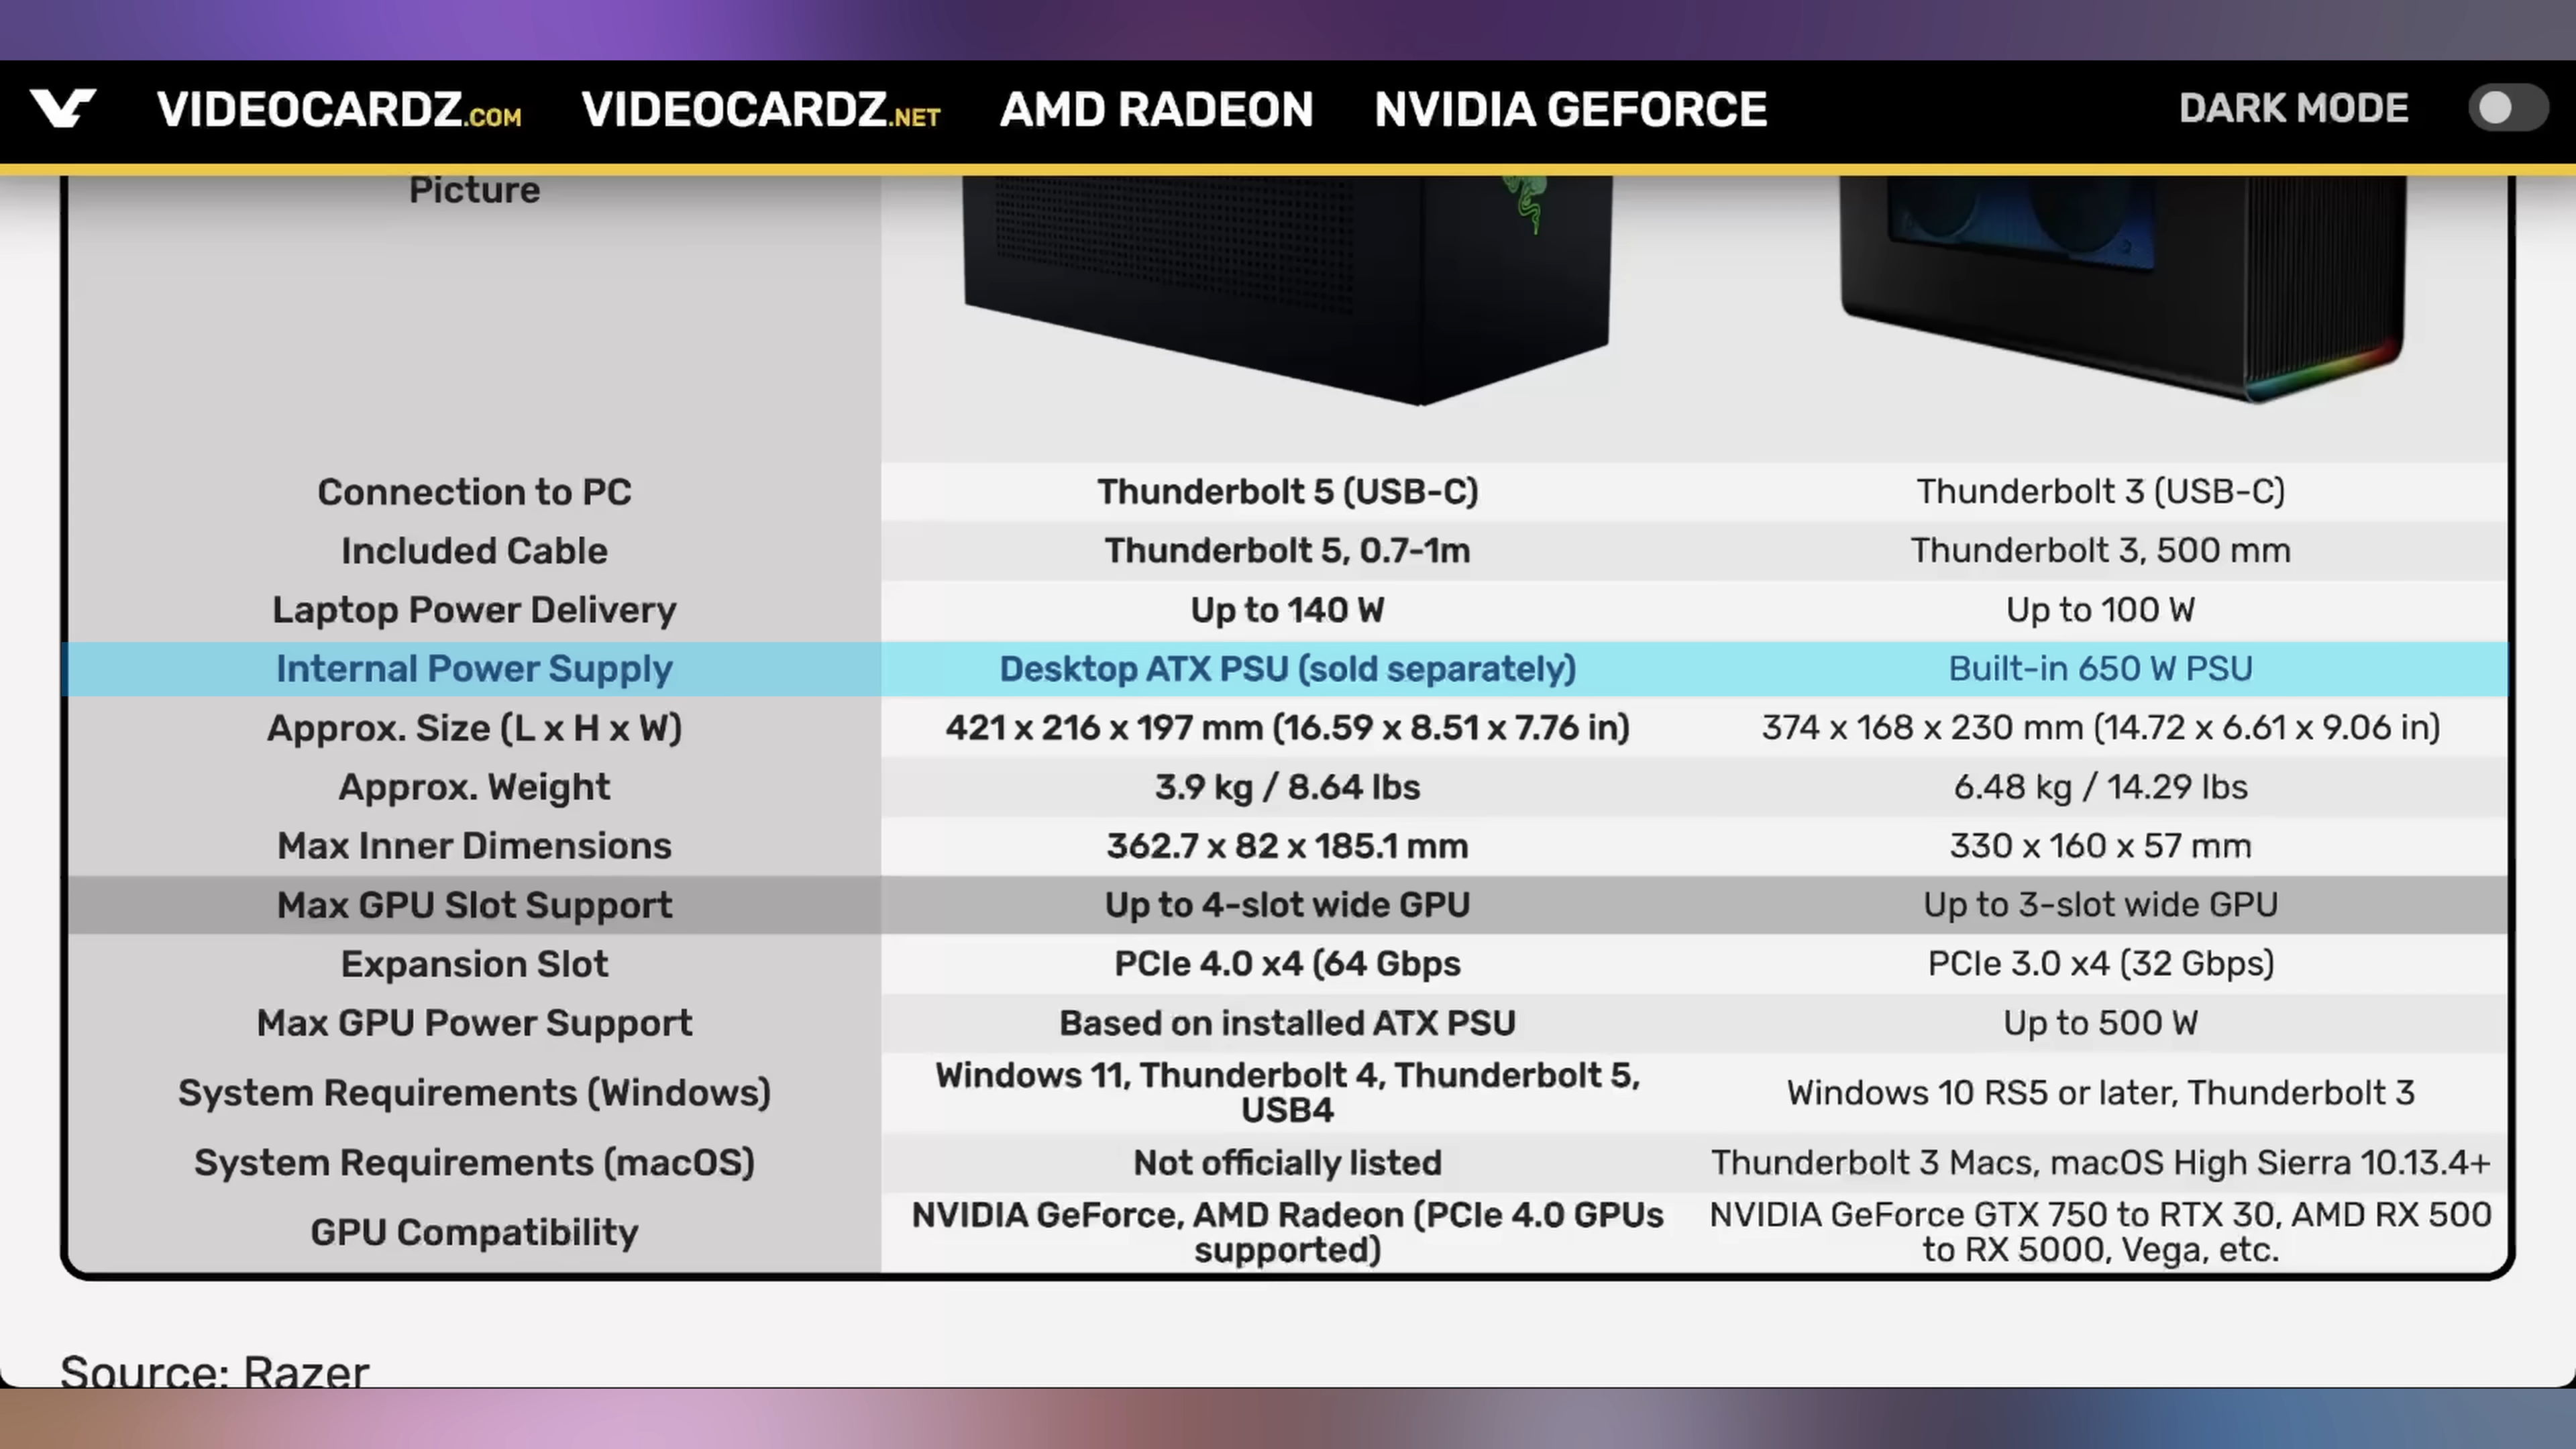 VIDEOCARDZ.COM VIDEOCARDZ.NET AMD RADEON NVIDIA GEFORCE DARK MODE
Picture
Connection to PC Thunderbolt 5 (USB-C) Thunderbolt 3 (USB-C)
Included Cable Thunderbolt 5, 0.7-1m Thunderbolt 3, 500 mm
Laptop Power Delivery Up to 140 W Up to 100 W
Internal Power Supply Desktop ATX PSU (sold separately) Built-in 650 W PSU
Approx. Size (L x H x W) 421 x 216 x 197 mm (16.59 x 8.51 x 7.76 in) 374 x 168 x 230 mm (14.72 x 6.61 x 9.06 in)
Approx. Weight 3.9 kg / 8.64 lbs 6.48 kg / 14.29 lbs
Max Inner Dimensions 362.7 x 82 x 185.1 mm 330 x 160 x 57 mm
Max GPU Slot Support Up to 4-slot wide GPU Up to 3-slot wide GPU
Expansion Slot PCIe 4.0 x4 (64 Gbps PCIe 3.0 x4 (32 Gbps)
Max GPU Power Support Based on installed ATX PSU Up to 500 W
System Requirements (Windows) Windows 11, Thunderbolt 4, Thunderbolt 5,
USB4 Windows 10 RS5 or later, Thunderbolt 3
System Requirements (macOS) Not officially listed Thunderbolt 3 Macs, macOS High Sierra 10.13.4+
GPU Compatibility NVIDIA GeForce, AMD Radeon (PCIe 4.0 GPUs
supported) NVIDIA GeForce GTX 750 to RTX 30, AMD RX 500
to RX 5000, Vega, etc.
Source: Razer